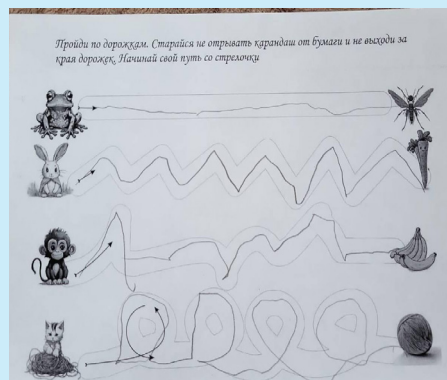 Пройди по дорожкам. Старайся не отрывать карандаш от бумаги и не выходи за
края дорожек. Начинай свой путь со стрелочки